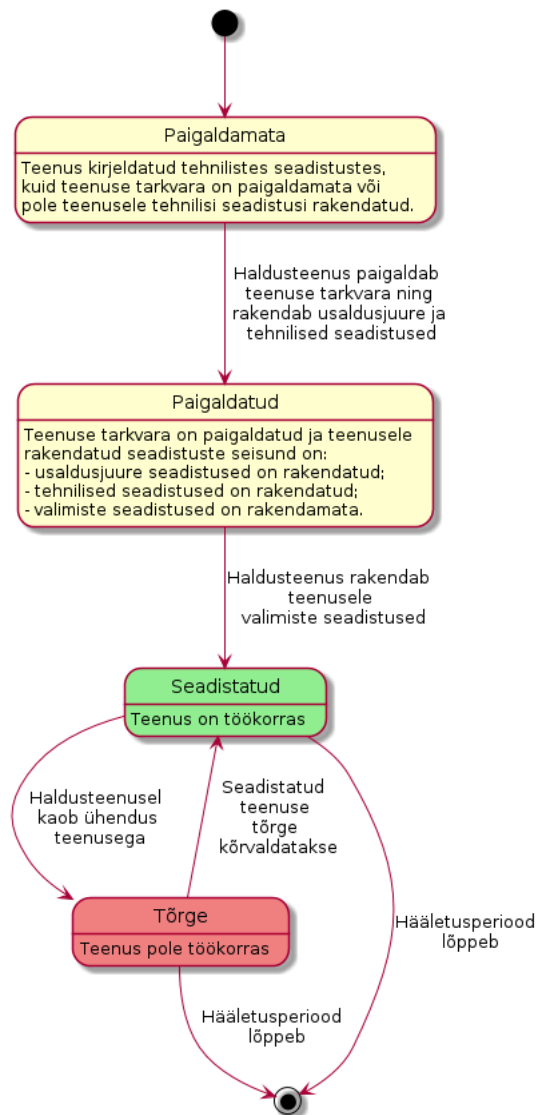 Paigaldamata
Teenus kirjeldatud tehnilistes seadistustes,
kuid teenuse tarkvara on paigaldamata või
pole teenusele tehnilisi seadistusi rakendatud.
Haldusteenus paigaldab
teenuse tarkvara ning
rakendab usaldusjuure ja
tehnilised seadistused
Paigaldatud
Teenuse tarkvara on paigaldatud ja teenusele
rakendatud seadistuste seisund on:
- usaldusjuure seadistused on rakendatud;
- tehnilised seadistused on rakendatud;
- valimiste seadistused on rakendamata.
Haldusteenus rakendab
teenusele
valimiste seadistused
Seadistatud
Teenus on töökorras
Haldusteenusel
kaob ühendus
teenusega
Seadistatud
teenuse
tõrge
kõrvaldatakse
Tõrge
Teenus pole töökorras
Hääletusperiood
lõppeb
Hääletusperiood
lõppeb